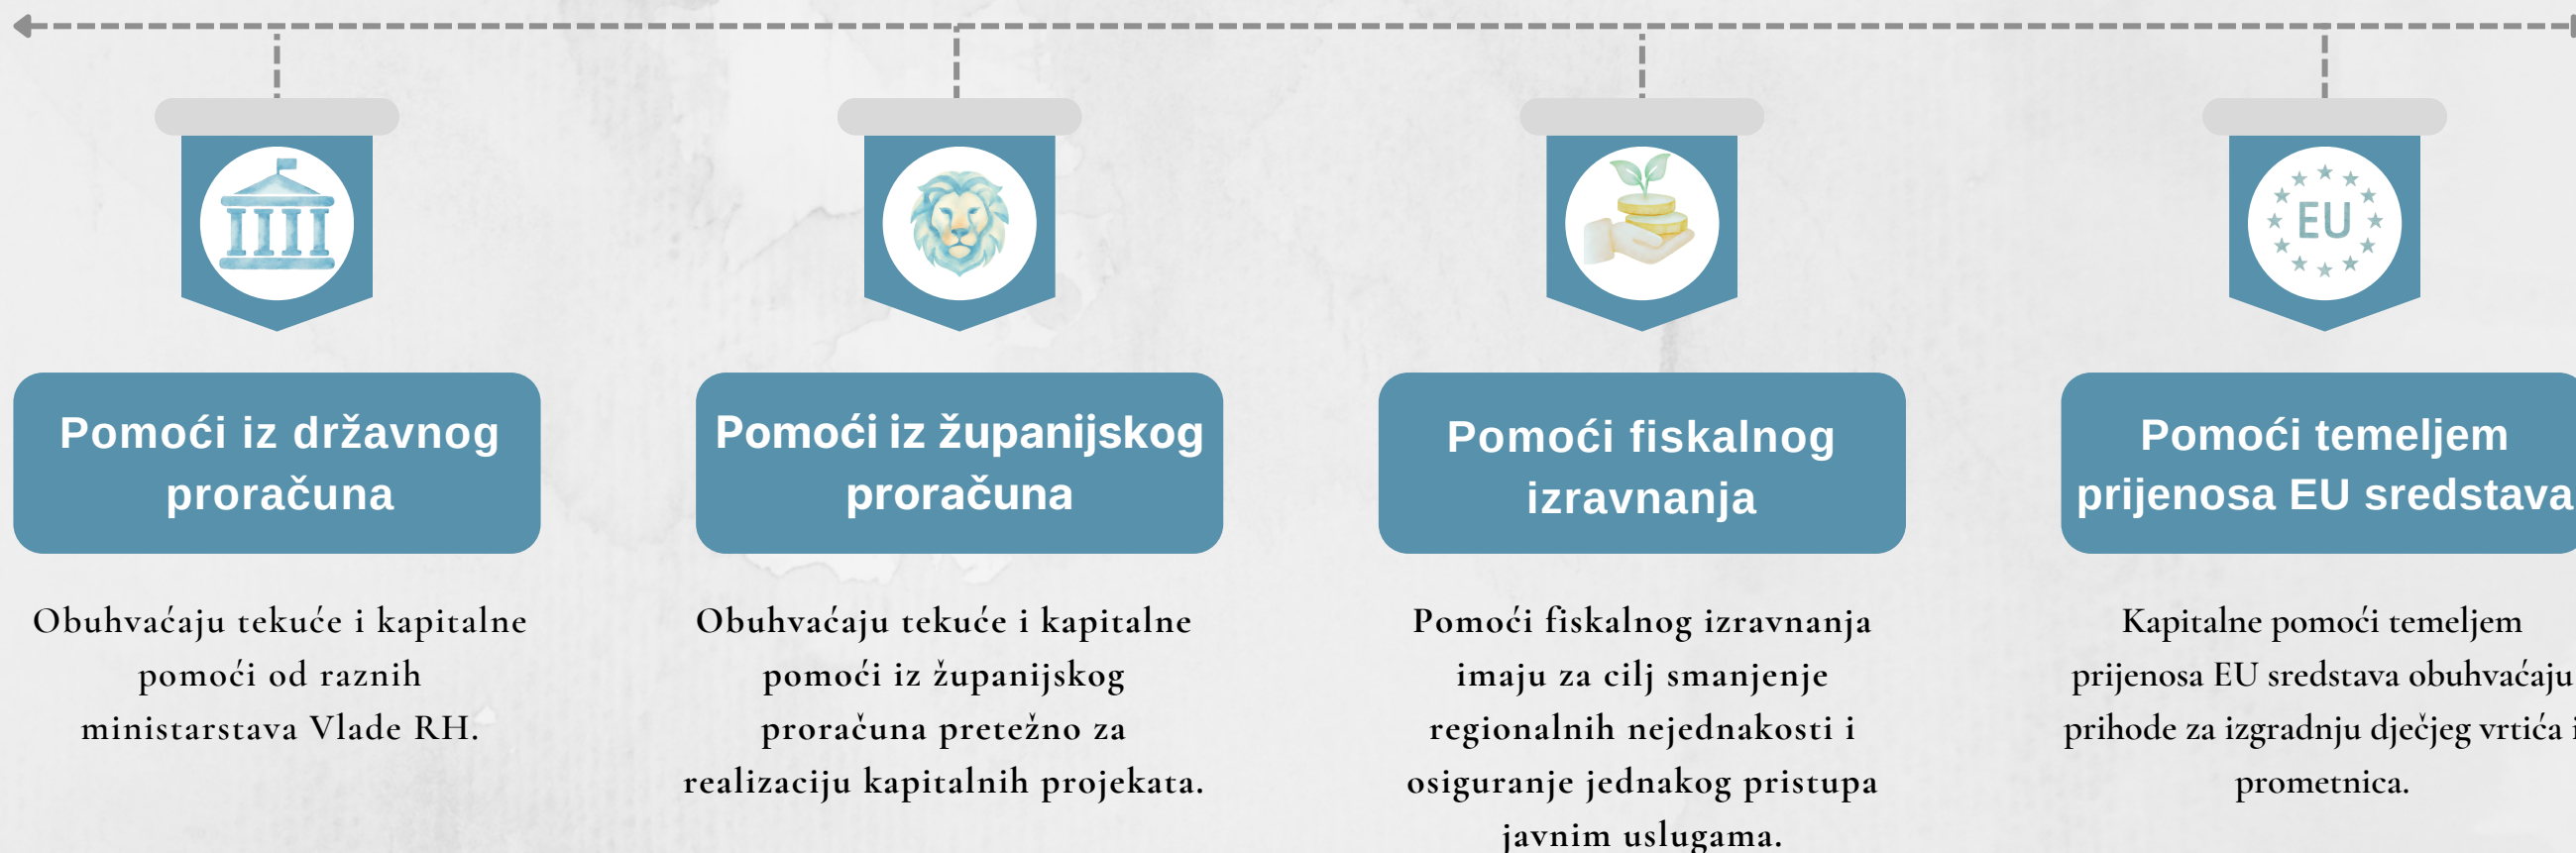 EU
Pomoći iz državnog
proračuna
Obuhvaćaju tekuće i kapitalne
pomoći od raznih
ministarstava Vlade RH.
Pomoći iz županijskog
proračuna
Obuhvaćaju tekuće i kapitalne
pomoći iz županijskog
proračuna pretežno za
realizaciju kapitalnih projekata.
Pomoći fiskalnog
izravnanja
Pomoći fiskalnog izravnanja
imaju za cilj smanjenje
regionalnih nejednakosti i
osiguranje jednakog pristupa
javnim uslugama.
Pomoći temeljem
prijenosa EU sredstava
Kapitalne pomoći temeljem
prijenosa EU sredstava obuhvaćaju
prihode za izgradnju dječjeg vrtića i
prometnica.